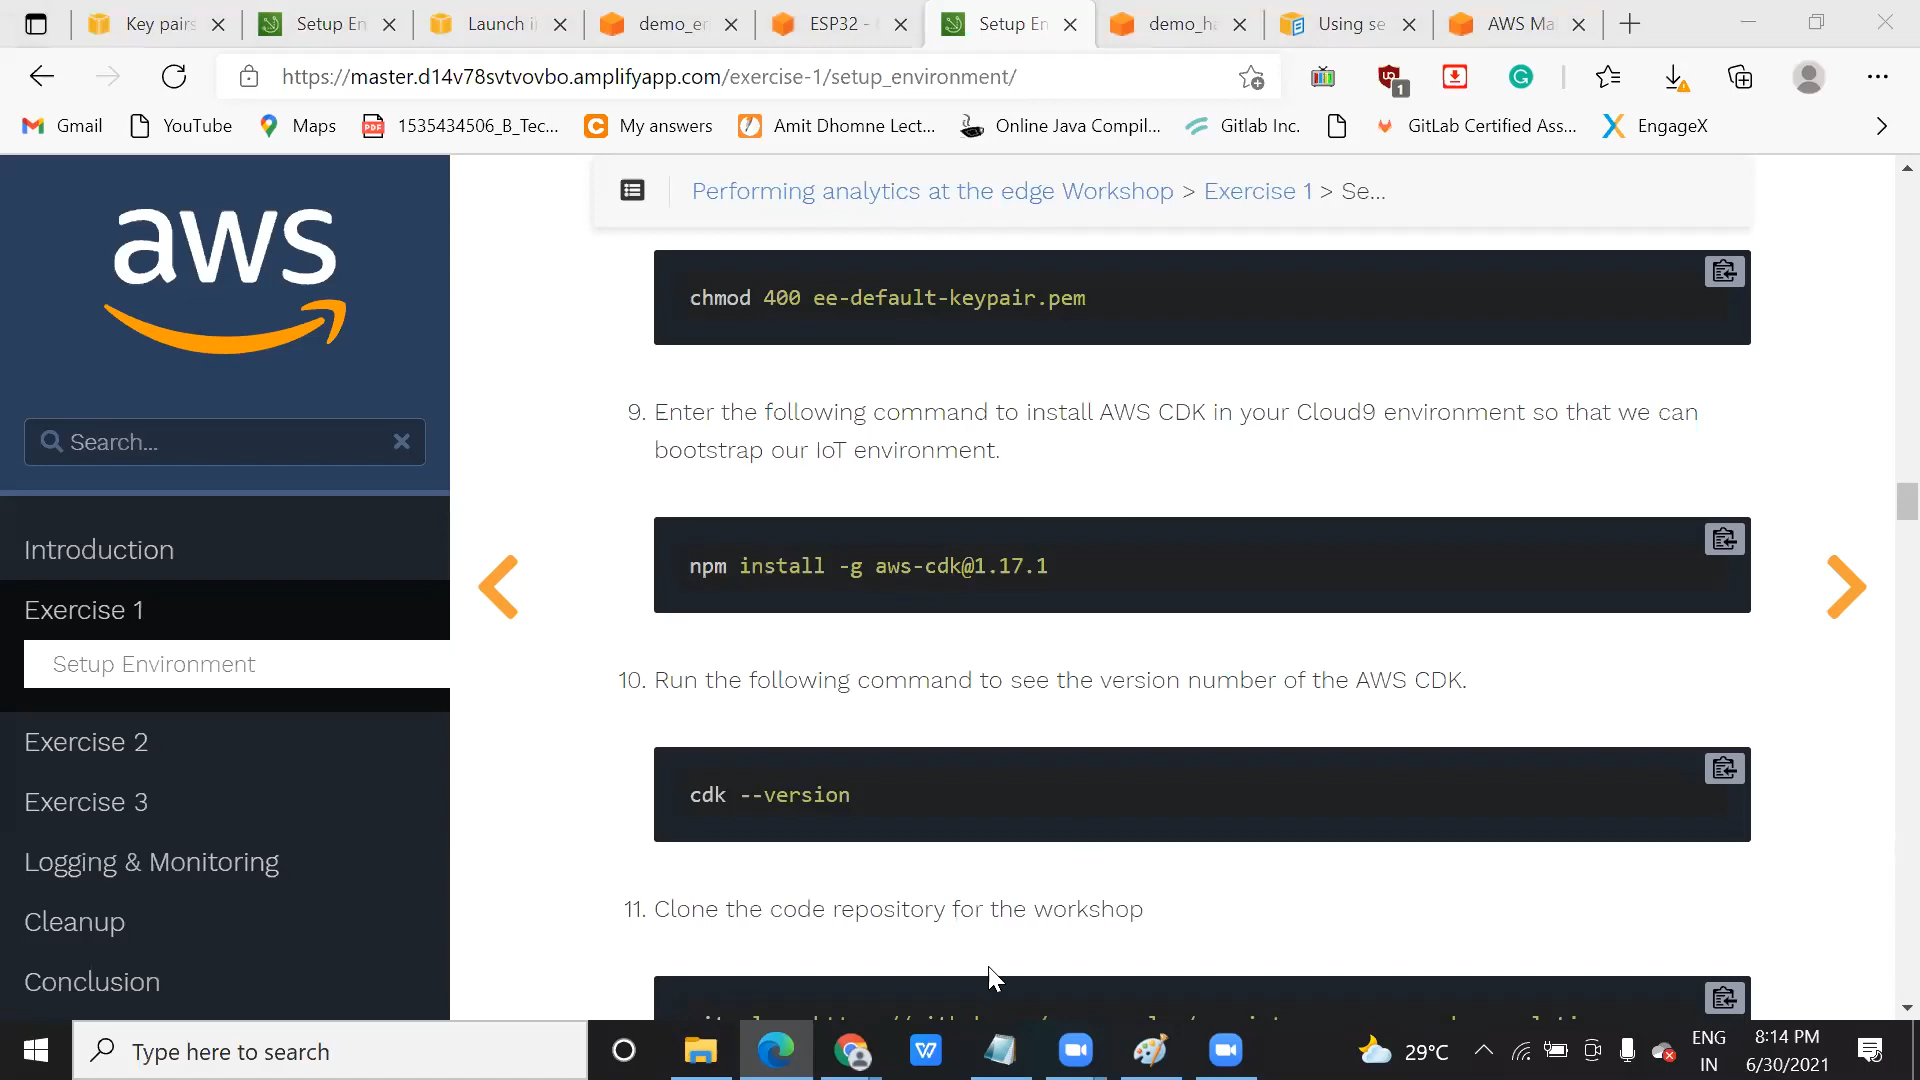 Key pairs
Setup En
Launch i
demo_e
ESP32 -
Setup En
demo_h
Using se
AWS Ma
https://master.d14v78svtvovbo.amplifyapp.com/exercise-1/setup_environment/
1
Gmail
YouTube
Maps
PDF
1535434506_B_Tec...
My answers
Amit Dhomne Lect...
Online Java Compil...
Gitlab Inc.
GitLab Certified Ass...
EngageX
aws
Search...
Introduction
Exercise 1
Setup Environment
Exercise 2
Exercise 3
Logging & Monitoring
Cleanup
Conclusion
Performing analytics at the edge Workshop > Exercise 1 > Se...
chmod 400 ee-default-keypair.pem
9. Enter the following command to install AWS CDK in your Cloud9 environment so that we can
bootstrap our IoT environment.
npm install -g aws-cdk@1.17.1
10. Run the following command to see the version number of the AWS CDK.
cdk --version
11. Clone the code repository for the workshop
Type here to search
29°C
ENG
IN
8:14 PM
6/30/2021